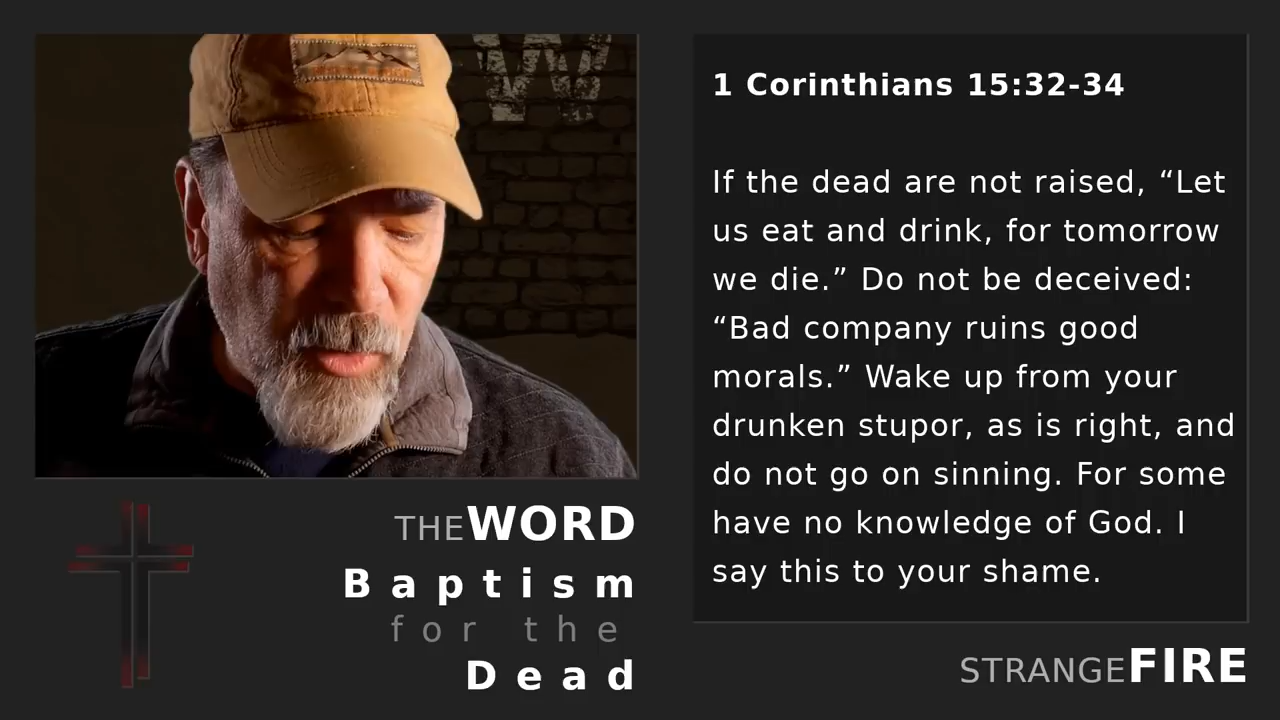 W
1 Corinthians 15:32-34
If the dead are not raised, “Let
us eat and drink, for tomorrow
we die.” Do not be deceived:
“Bad company ruins good
morals.” Wake up from your
drunken stupor, as is right, and
do not go on sinning. For some
have no knowledge of God. I
say this to your shame.
THEWORD
Baptism
for the
Dead
STRANGEFIRE